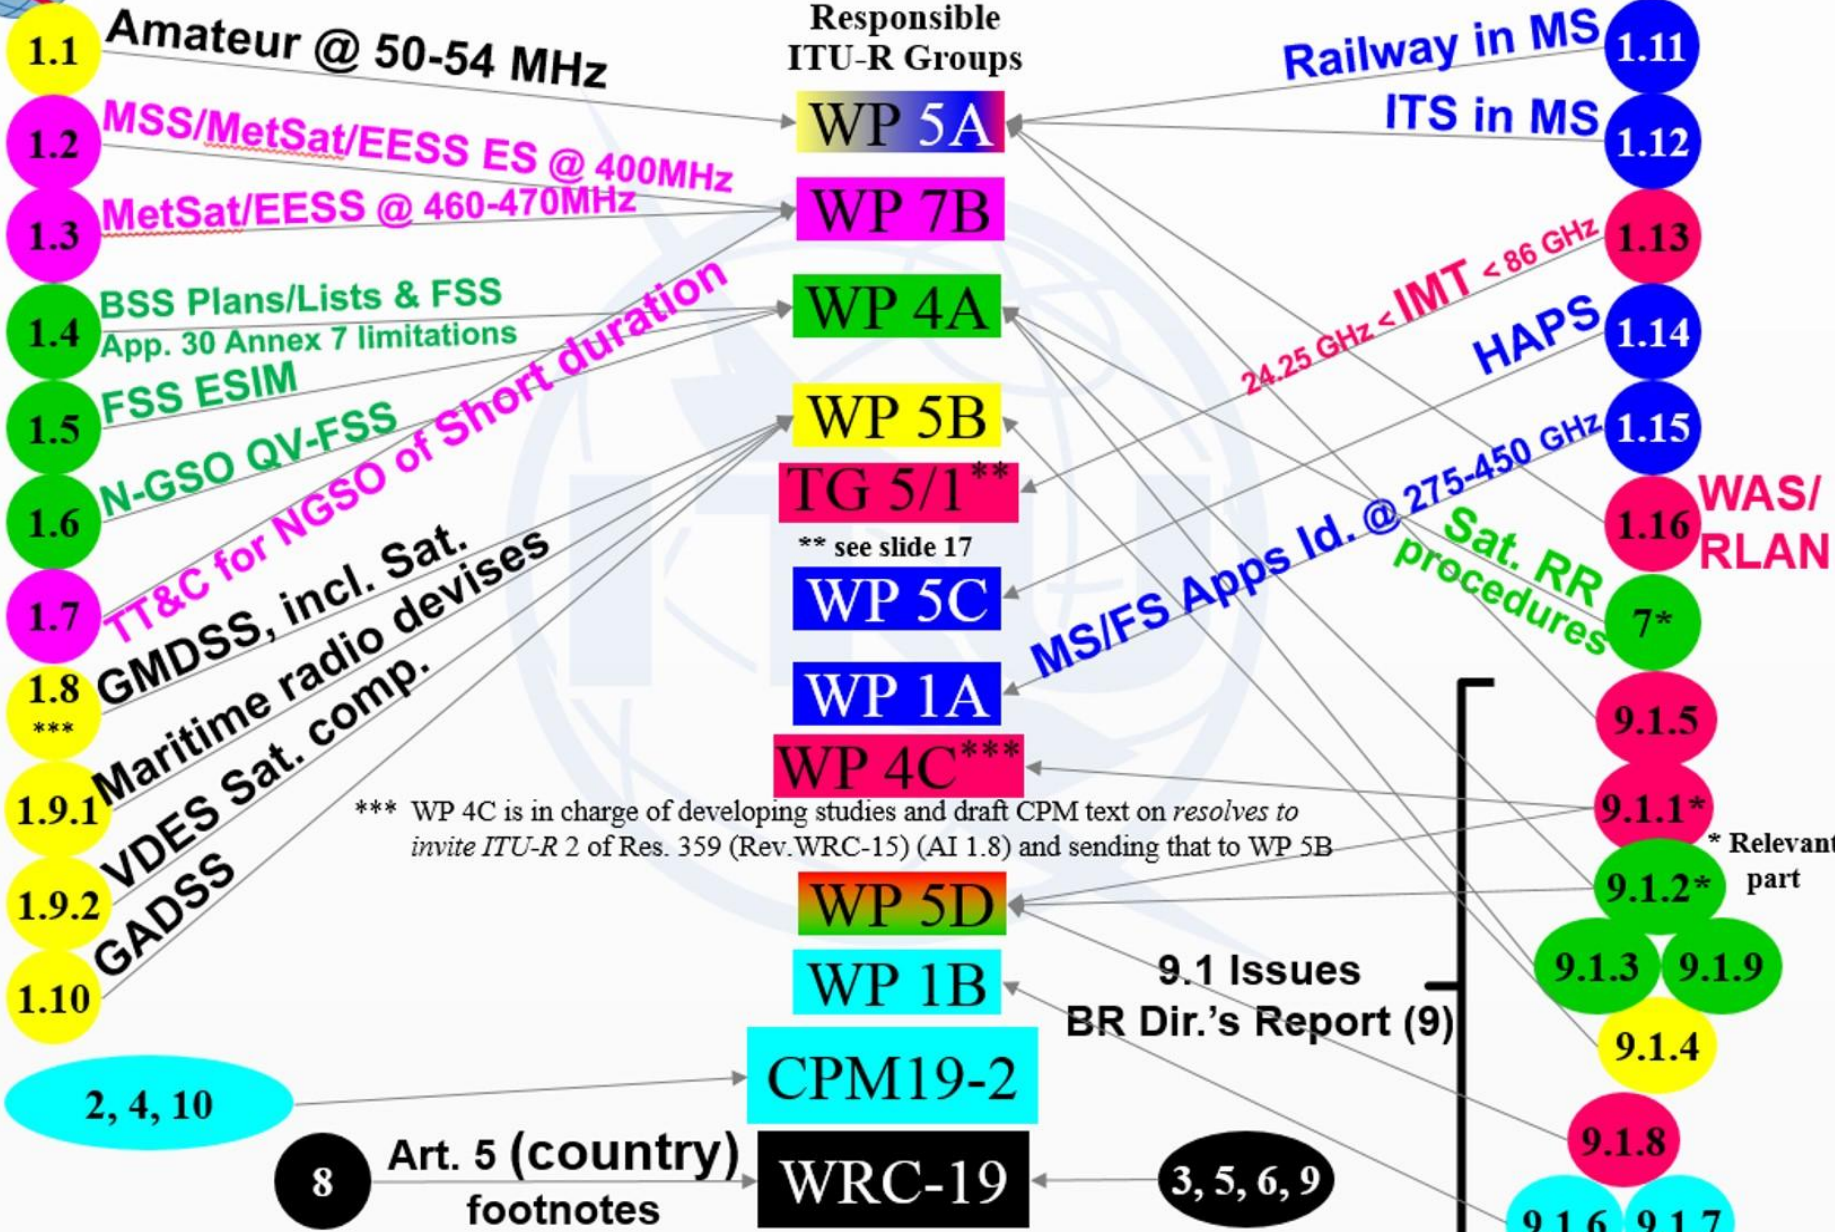 Responsible
ITU-R Groups
1.1
Amateur @ 50-54 MHz
1.2
MSS/MetSat/EESS ES @ 400MHz
1.3
MetSat/EESS @ 460-470MHz
1.4
BSS Plans/Lists & FSS
App. 30 Annex 7 limitations
1.5
FSS ESIM
1.6
N-GSO QV-FSS
1.7
TT&C for NGSO of Short duration
1.8
***
GMDSS, incl. Sat.
1.9.1
Maritime radio devises
1.9.2
VDES Sat. comp.
1.10
GADSS
2, 4, 10
8
Art. 5 (country)
footnotes
WP 5A
WP 7B
WP 4A
WP 5B
TG 5/1**
** see slide 17
WP 5C
WP 1A
WP 4C***
*** WP 4C is in charge of developing studies and draft CPM text on resolves to
invite ITU-R 2 of Res. 359 (Rev.WRC-15) (AI 1.8) and sending that to WP 5B
WP 5D
WP 1B
CPM19-2
WRC-19
ITU
Railway in MS
1.11
ITS in MS
1.12
24.25 GHz < IMT < 86 GHz
1.13
HAPS
1.14
MS/FS Apps Id. @ 275-450 GHz
1.15
1.16
WAS/
RLAN
Sat. RR
procedures
7*
9.1.5
9.1.1*
* Relevant
part
9.1.2*
9.1.3
9.1.9
9.1.4
9.1 Issues
BR Dir.'s Report (9)
9.1.8
9.1.6
9.1.7
3, 5, 6, 9